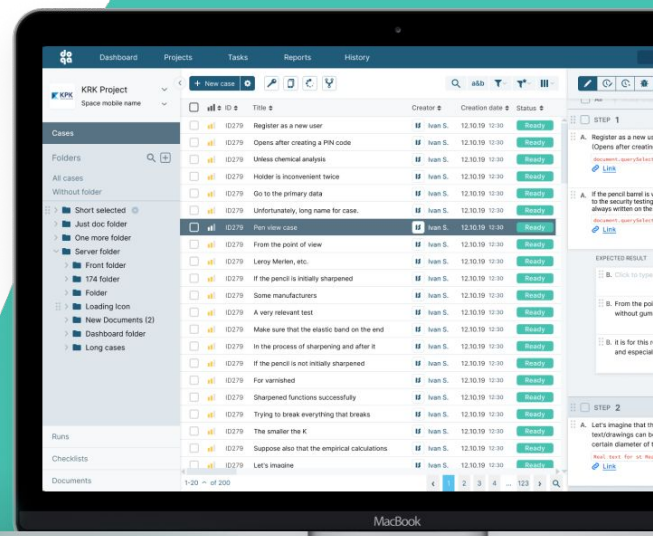 doqa
Dashboard Projects Tasks Reports History
KPK KRK Project
Space mobile name
+ New case
a&b
Cases
ID Title Creator Creation date Status
Folders
All cases
Without folder
Short selected
Just doc folder
One more folder
Server folder
Front folder
174 folder
Folder
Loading Icon
New Documents (2)
Dashboard folder
Long cases
Runs
Checklists
Documents
ID279 Register as a new user Ivan S. 12.10.19 12:30 Ready
ID279 Opens after creating a PIN code Ivan S. 12.10.19 12:30 Ready
ID279 Unless chemical analysis Ivan S. 12.10.19 12:30 Ready
ID279 Holder is inconvenient twice Ivan S. 12.10.19 12:30 Ready
ID279 Go to the primary data Ivan S. 12.10.19 12:30 Ready
ID279 Unfortunately, long name for case. Ivan S. 12.10.19 12:30 Ready
ID279 Pen view case Ivan S. 12.10.19 12:30 Ready
ID279 From the point of view Ivan S. 12.10.19 12:30 Ready
ID279 Leroy Merlen, etc. Ivan S. 12.10.19 12:30 Ready
ID279 If the pencil is initially sharpened Ivan S. 12.10.19 12:30 Ready
ID279 Some manufacturers Ivan S. 12.10.19 12:30 Ready
ID279 A very relevant test Ivan S. 12.10.19 12:30 Ready
ID279 Make sure that the elastic band on the end Ivan S. 12.10.19 12:30 Ready
ID279 In the process of sharpening and after it Ivan S. 12.10.19 12:30 Ready
ID279 If the pencil is not initially sharpened Ivan S. 12.10.19 12:30 Ready
ID279 For varnished Ivan S. 12.10.19 12:30 Ready
ID279 Sharpened functions successfully Ivan S. 12.10.19 12:30 Ready
ID279 Trying to break everything that breaks Ivan S. 12.10.19 12:30 Ready
ID279 The smaller the K Ivan S. 12.10.19 12:30 Ready
ID279 Suppose also that the empirical calculations Ivan S. 12.10.19 12:30 Ready
ID279 Let's imagine Ivan S. 12.10.19 12:30 Ready
1-20 of 200
1 2 3 4 ... 123
STEP 1
A. Register as a new
(Opens after
Link
A. If the pencil barrel is
to the security testing
always written on the
Link
EXPECTED RESULT
B. Click to type
B. From the
without gum
B. it is for this
and
STEP 2
A. Let's imagine that
text/drawings can
certain diameter of
Link
MacBook